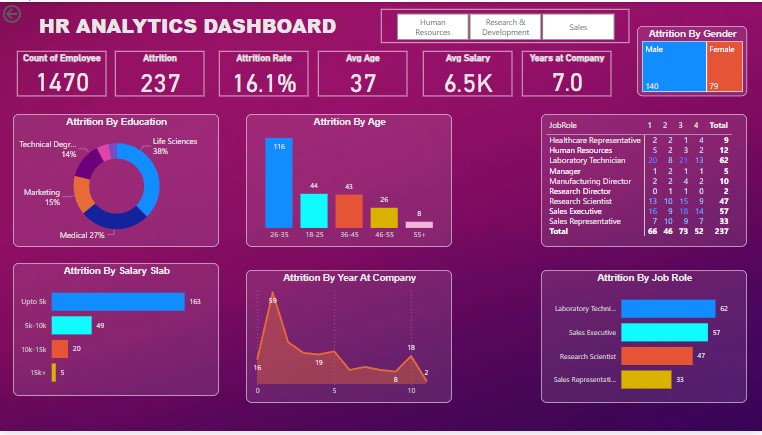 HR ANALYTICS DASHBOARD
Human Resources
Research & Development
Sales
Attrition By Gender
Male
Female
140
79
Count of Employee
1470
Attrition
237
Attrition Rate
16.1%
Avg Age
37
Avg Salary
6.5K
Years at Company
7.0
Attrition By Education
Life Sciences
38%
Technical Degr...
14%
Marketing
15%
Medical 27%
Attrition By Age
116
44
43
26
8
26-35 18-25 36-45 46-55 55+
JobRole 1 2 3 4 Total
Healthcare Representative 2 2 1 4 9
Human Resources 5 2 3 2 12
Laboratory Technician 20 8 21 13 62
Manager 1 2 1 1 5
Manufacturing Director 2 2 4 2 10
Research Director 0 1 1 0 2
Research Scientist 13 10 15 9 47
Sales Executive 16 9 18 14 57
Sales Representative 7 10 9 7 33
Total 66 46 73 52 237
Attrition By Salary Slab
Upto 5k 163
5k-10k 49
10k-15k 20
15k+ 5
Attrition By Year At Company
59
16
19
8
18
2
0 5 10
Attrition By Job Role
Laboratory Techni... 62
Sales Executive 57
Research Scientist 47
Sales Representati... 33